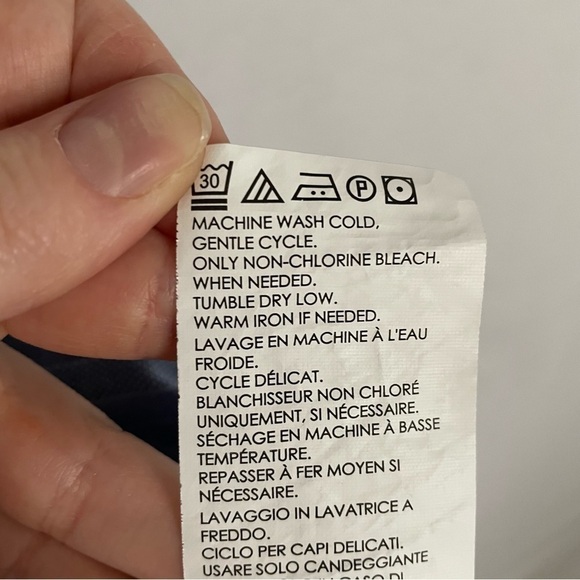 30 P
MACHINE WASH COLD,
GENTLE CYCLE.
ONLY NON-CHLORINE BLEACH.
WHEN NEEDED.
TUMBLE DRY LOW.
WARM IRON IF NEEDED.
LAVAGE EN MACHINE À L'EAU
FROIDE.
CYCLE DÉLICAT.
BLANCHISSEUR NON CHLORÉ
UNIQUEMENT, SI NÉCESSAIRE.
SÉCHAGE EN MACHINE À BASSE
TEMPÉRATURE.
REPASSER À FER MOYEN SI
NÉCESSAIRE.
LAVAGGIO IN LAVATRICE A
FREDDO.
CICLO PER CAPI DELICATI.
USARE SOLO CANDEGGIANTE